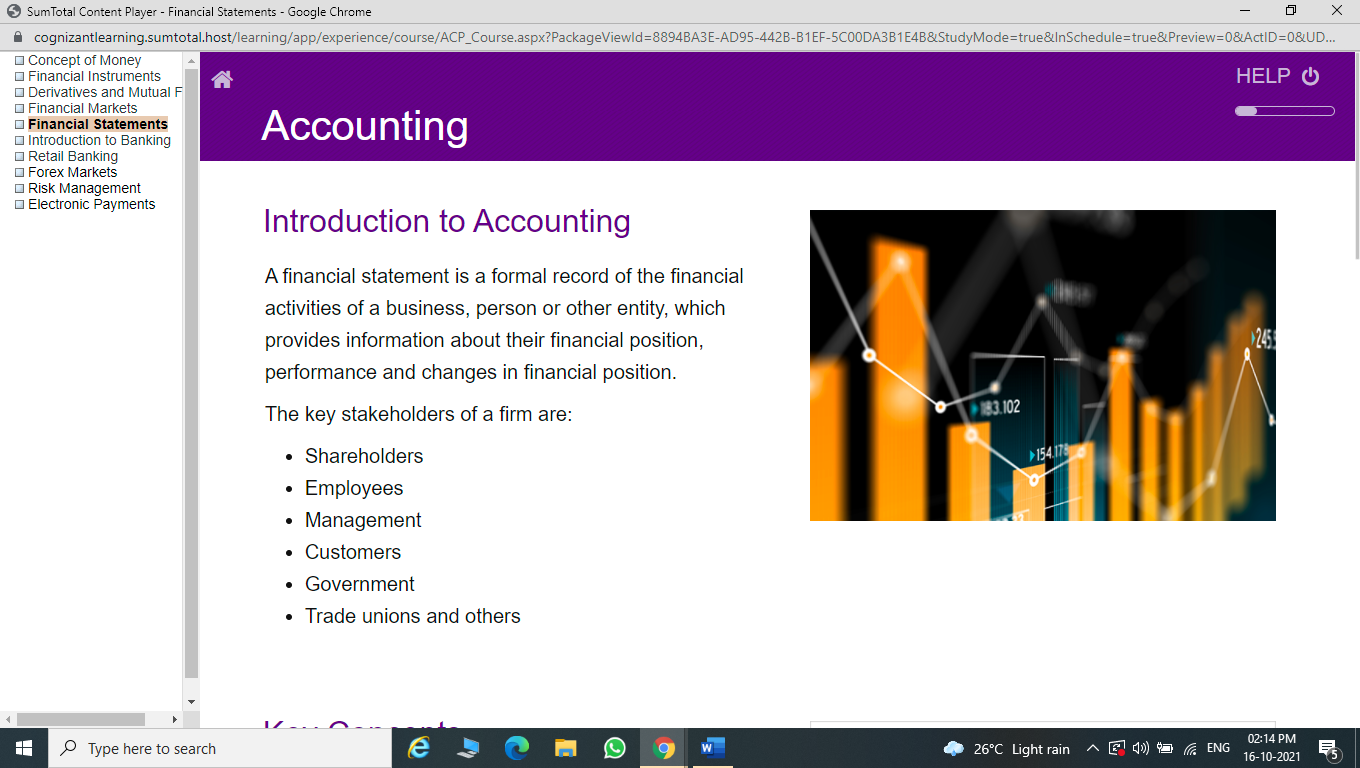 SumTotal Content Player - Financial Statements - Google Chrome
cognizantlearning.sumtotal.host/learning/app/experience/course/ACP_Course.aspx?PackageViewId=8894BA3E-AD95-442B-B1EF-5C00DA3B1E4B&StudyMode=true&InSchedule=true&Preview=0&ActID=0&UD...
Concept of Money
Financial Instruments
Derivatives and Mutual F
Financial Markets
Financial Statements
Introduction to Banking
Retail Banking
Forex Markets
Risk Management
Electronic Payments
HELP
Accounting
Introduction to Accounting
A financial statement is a formal record of the financial
activities of a business, person or other entity, which
provides information about their financial position,
performance and changes in financial position.
The key stakeholders of a firm are:
• Shareholders
• Employees
• Management
• Customers
• Government
• Trade unions and others
183.102
154.178
245.
Key Concepts
Type here to search
26°C Light rain
ENG
02:14 PM
16-10-2021
5